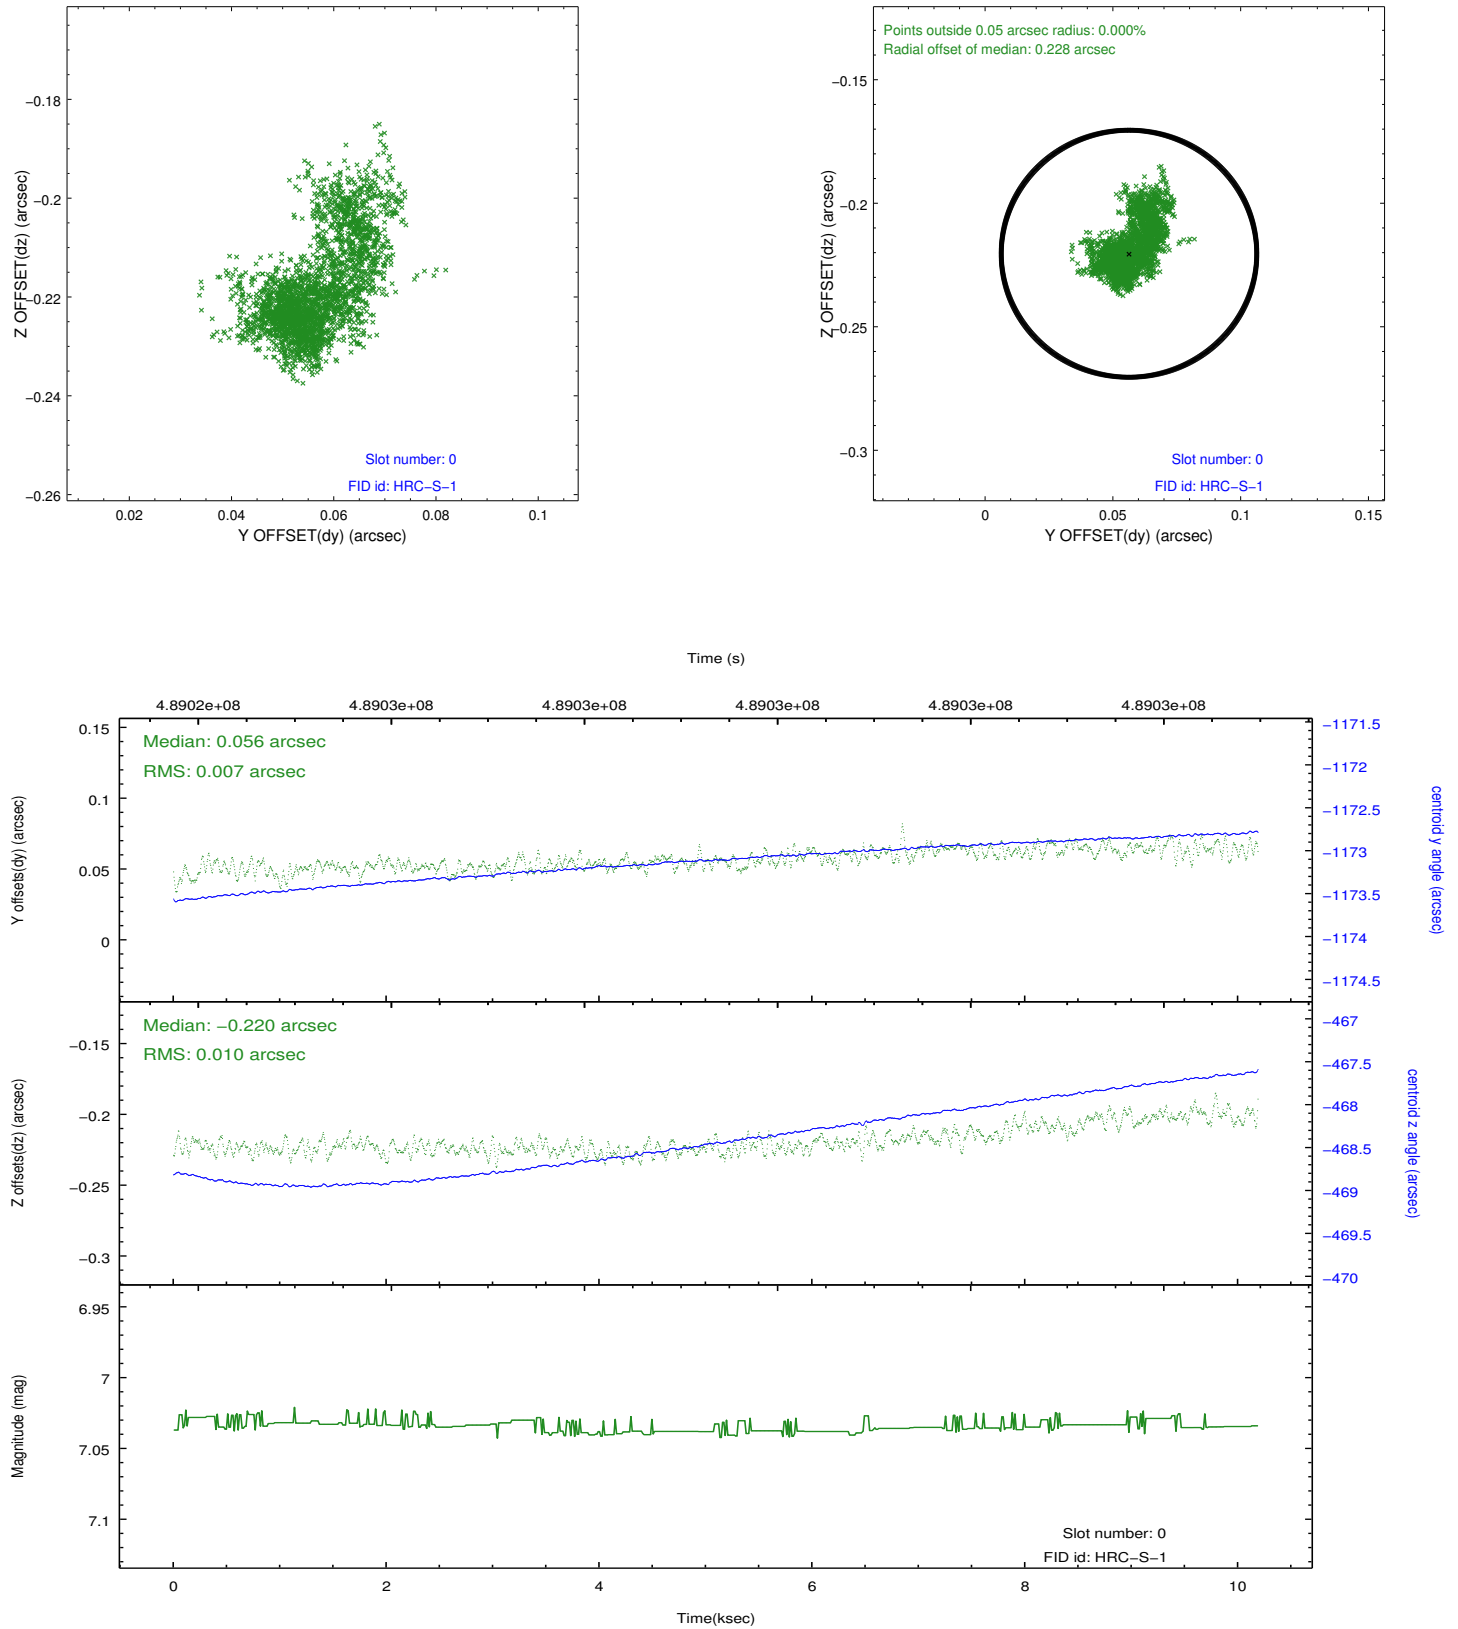 −0.18
−0.2
−0.22
−0.24
−0.26
Z OFFSET(dz) (arcsec)
Slot number: 0
FID id: HRC−S−1
0.02 0.04 0.06 0.08 0.1
Y OFFSET(dy) (arcsec)
Points outside 0.05 arcsec radius: 0.000%
Radial offset of median: 0.228 arcsec
−0.15
−0.2
−0.25
−0.3
Z OFFSET(dz) (arcsec)
Slot number: 0
FID id: HRC−S−1
0 0.05 0.1 0.15
Y OFFSET(dy) (arcsec)
Time (s)
4.8902e+08 4.8903e+08 4.8903e+08 4.8903e+08 4.8903e+08 4.8903e+08
Median: 0.056 arcsec
RMS: 0.007 arcsec
0.15
0.1
0.05
0
Y offsets(dy) (arcsec)
−1171.5
−1172
−1172.5
−1173
−1173.5
−1174
−1174.5
centroid y angle (arcsec)
Median: −0.220 arcsec
RMS: 0.010 arcsec
−0.15
−0.2
−0.25
−0.3
Z offsets(dz) (arcsec)
−467
−467.5
−468
−468.5
−469
−469.5
−470
centroid z angle (arcsec)
6.95
7
7.05
7.1
Magnitude (mag)
Slot number: 0
FID id: HRC−S−1
0 2 4 6 8 10
Time(ksec)